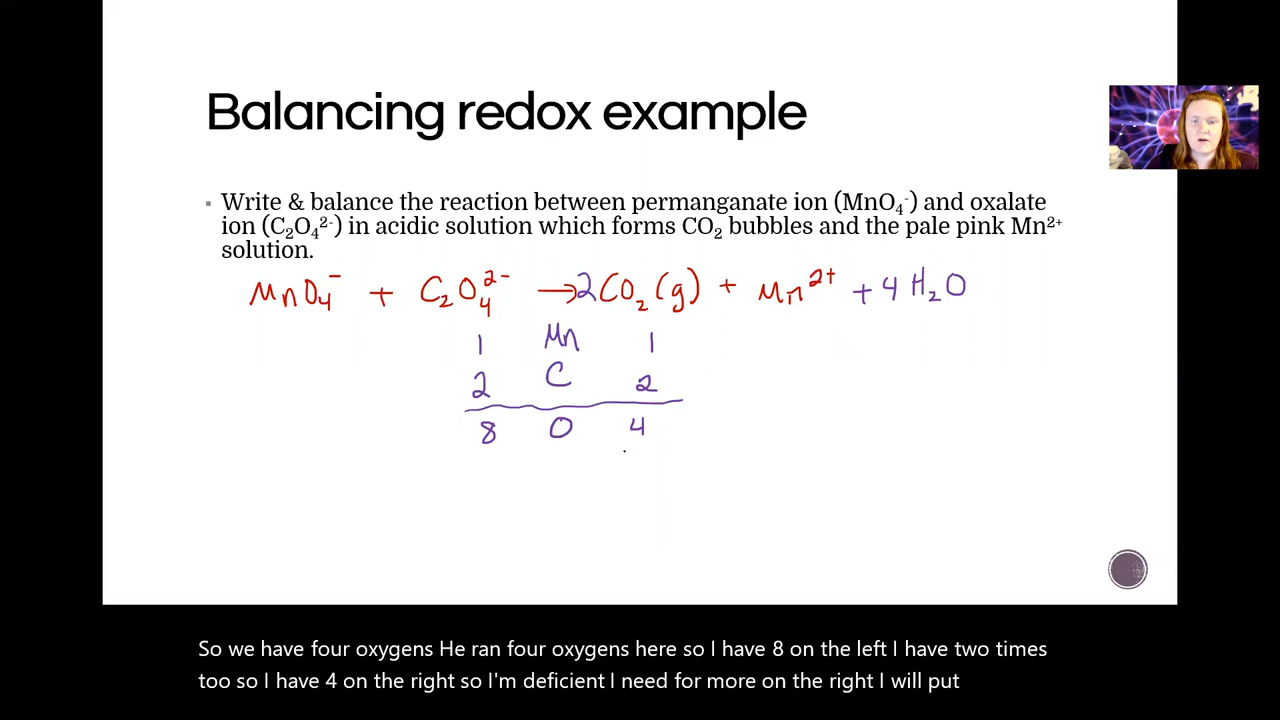 Balancing redox example
▪ Write & balance the reaction between permanganate ion (MnO₄⁻) and oxalate
ion (C₂O₄²⁻) in acidic solution which forms CO₂ bubbles and the pale pink Mn²⁺
solution.
MnO₄⁻ + C₂O₄²⁻ → 2CO₂(g) + Mn²⁺ + 4H₂O
1 Mn 1
2 C 2
8 O 4
So we have four oxygens He ran four oxygens here so I have 8 on the left I have two times
too so I have 4 on the right so I'm deficient I need for more on the right I will put